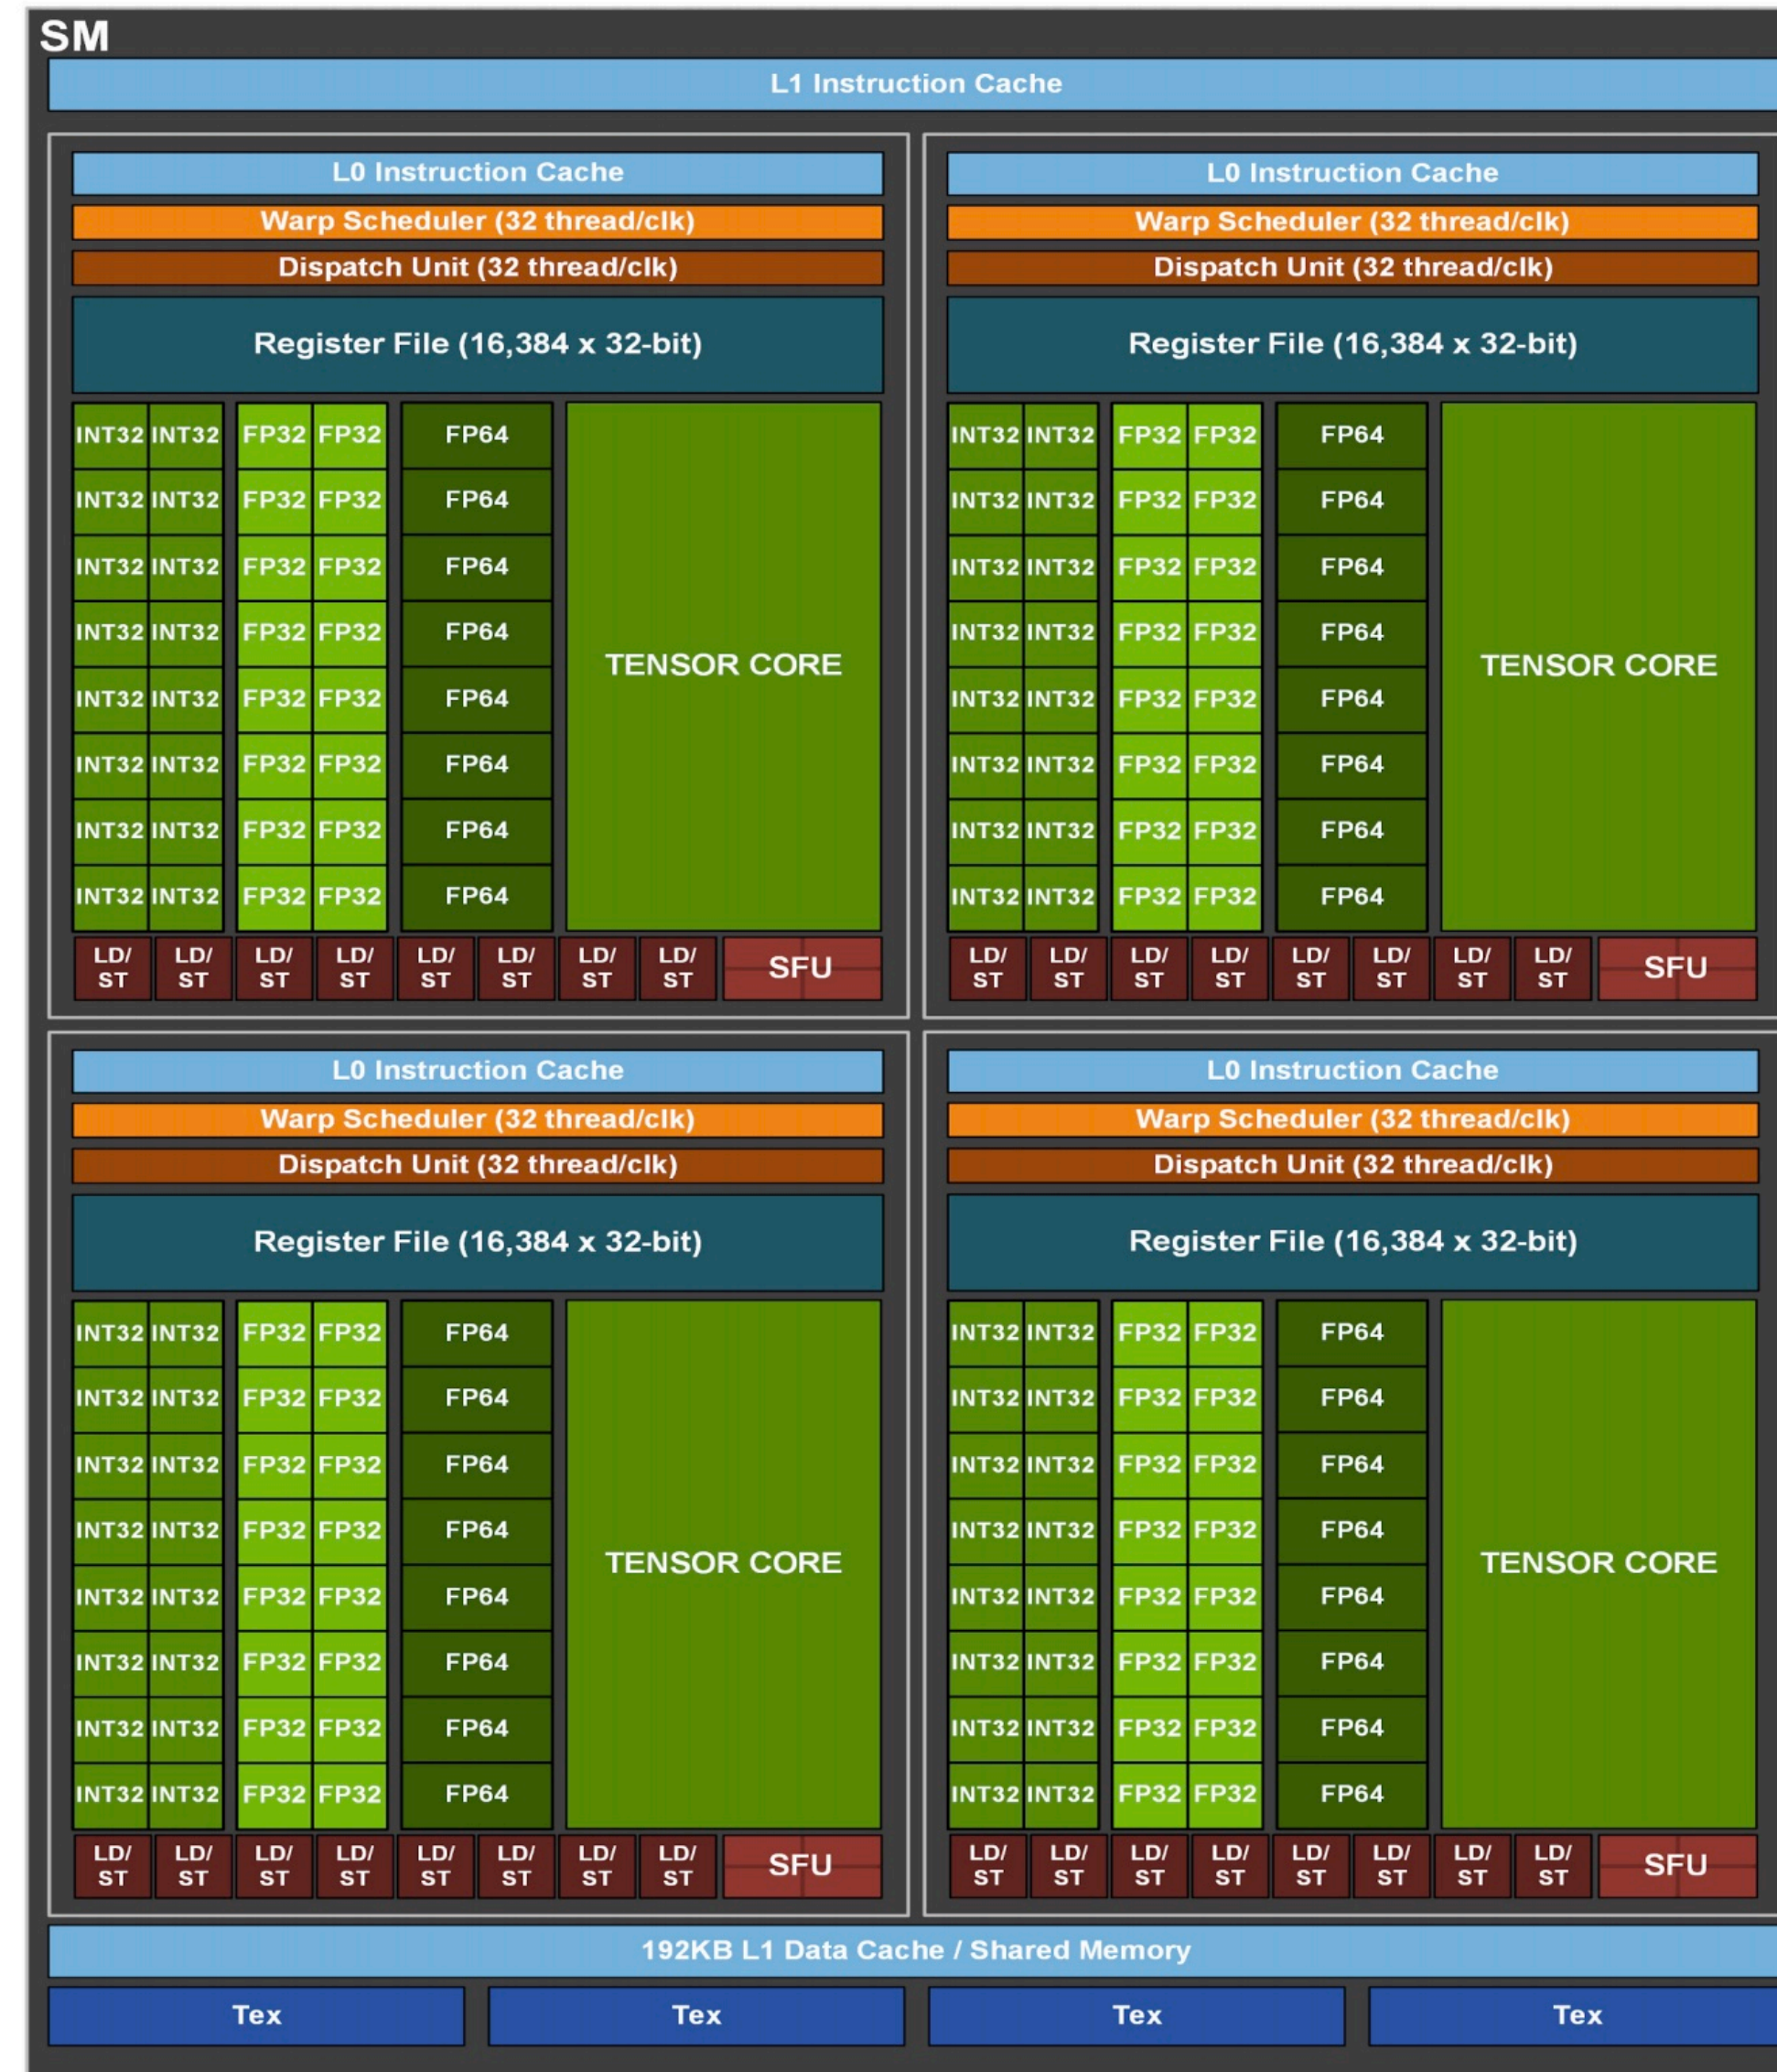 SM
L1 Instruction Cache
L0 Instruction Cache
Warp Scheduler (32 thread/clk)
Dispatch Unit (32 thread/clk)
Register File (16,384 x 32-bit)
INT32 INT32 FP32 FP32 FP64
INT32 INT32 FP32 FP32 FP64
INT32 INT32 FP32 FP32 FP64
INT32 INT32 FP32 FP32 FP64
INT32 INT32 FP32 FP32 FP64
INT32 INT32 FP32 FP32 FP64
INT32 INT32 FP32 FP32 FP64
INT32 INT32 FP32 FP32 FP64
TENSOR CORE
LD/ LD/ LD/ LD/ LD/ LD/ LD/ LD/
ST ST ST ST ST ST ST ST
SFU
L0 Instruction Cache
Warp Scheduler (32 thread/clk)
Dispatch Unit (32 thread/clk)
Register File (16,384 x 32-bit)
INT32 INT32 FP32 FP32 FP64
INT32 INT32 FP32 FP32 FP64
INT32 INT32 FP32 FP32 FP64
INT32 INT32 FP32 FP32 FP64
INT32 INT32 FP32 FP32 FP64
INT32 INT32 FP32 FP32 FP64
INT32 INT32 FP32 FP32 FP64
INT32 INT32 FP32 FP32 FP64
TENSOR CORE
LD/ LD/ LD/ LD/ LD/ LD/ LD/ LD/
ST ST ST ST ST ST ST ST
SFU
L0 Instruction Cache
Warp Scheduler (32 thread/clk)
Dispatch Unit (32 thread/clk)
Register File (16,384 x 32-bit)
INT32 INT32 FP32 FP32 FP64
INT32 INT32 FP32 FP32 FP64
INT32 INT32 FP32 FP32 FP64
INT32 INT32 FP32 FP32 FP64
INT32 INT32 FP32 FP32 FP64
INT32 INT32 FP32 FP32 FP64
INT32 INT32 FP32 FP32 FP64
INT32 INT32 FP32 FP32 FP64
TENSOR CORE
LD/ LD/ LD/ LD/ LD/ LD/ LD/ LD/
ST ST ST ST ST ST ST ST
SFU
L0 Instruction Cache
Warp Scheduler (32 thread/clk)
Dispatch Unit (32 thread/clk)
Register File (16,384 x 32-bit)
INT32 INT32 FP32 FP32 FP64
INT32 INT32 FP32 FP32 FP64
INT32 INT32 FP32 FP32 FP64
INT32 INT32 FP32 FP32 FP64
INT32 INT32 FP32 FP32 FP64
INT32 INT32 FP32 FP32 FP64
INT32 INT32 FP32 FP32 FP64
INT32 INT32 FP32 FP32 FP64
TENSOR CORE
LD/ LD/ LD/ LD/ LD/ LD/ LD/ LD/
ST ST ST ST ST ST ST ST
SFU
192KB L1 Data Cache / Shared Memory
Tex Tex Tex Tex